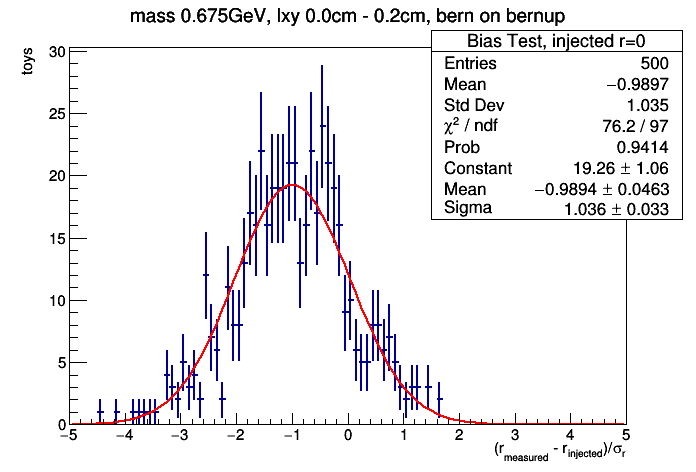 mass 0.675GeV, lxy 0.0cm - 0.2cm, bern on bernup
Bias Test, injected r=0
Entries 500
Mean −0.9897
Std Dev 1.035
χ² / ndf 76.2 / 97
Prob 0.9414
Constant 19.26 ± 1.06
Mean −0.9894 ± 0.0463
Sigma 1.036 ± 0.033
toys
30
25
20
15
10
5
0
−5 −4 −3 −2 −1 0 1 2 3 4 5
(r_measured - r_injected)/σ_r